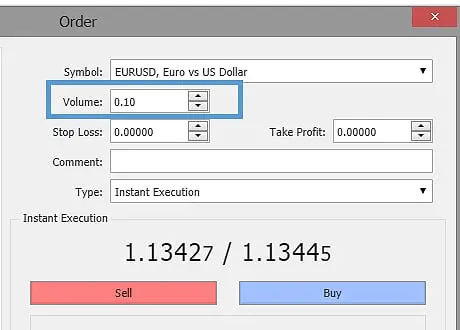 Order
Symbol: EURUSD, Euro vs US Dollar
Volume: 0.10
Stop Loss: 0.00000 Take Profit: 0.00000
Comment:
Type: Instant Execution
Instant Execution
1.13427 / 1.13445
Sell Buy